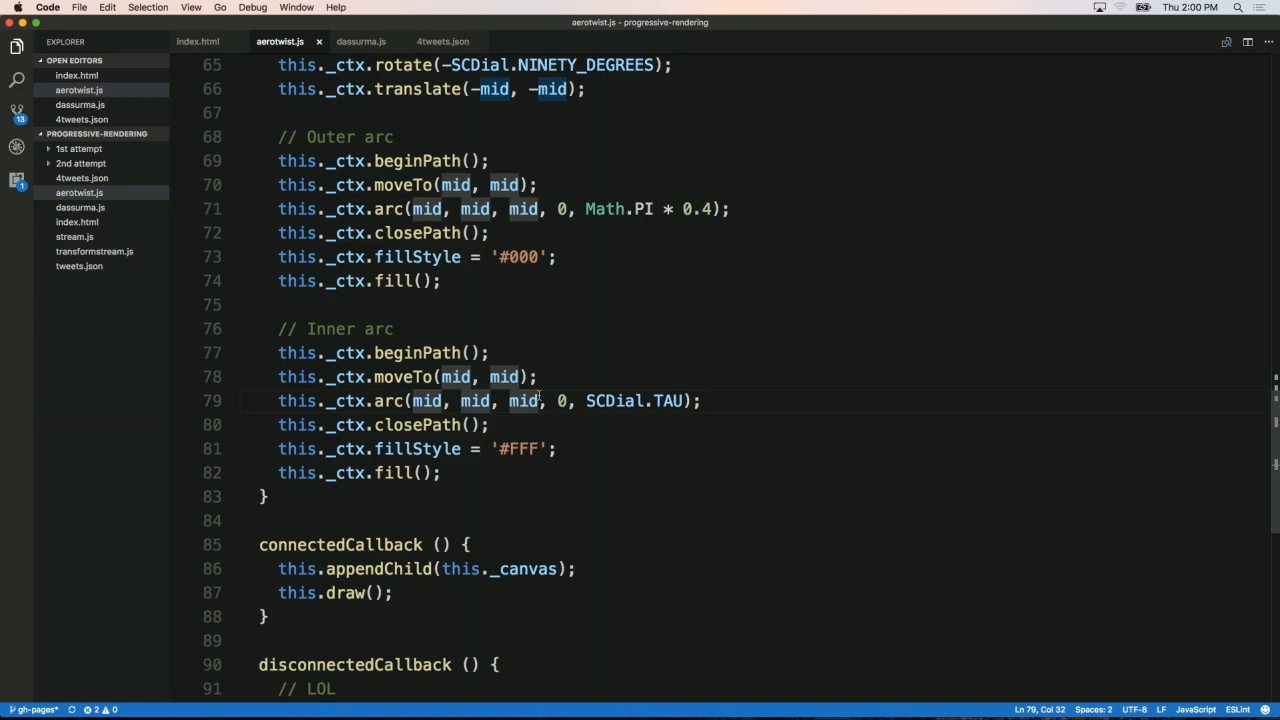 Code File Edit Selection View Go Debug Window Help Thu 2:00 PM
aerotwist.js - progressive-rendering
EXPLORER
index.html aerotwist.js × dassurma.js 4tweets.json
OPEN EDITORS
index.html
aerotwist.js
dassurma.js
4tweets.json
PROGRESSIVE-RENDERING
1st attempt
2nd attempt
4tweets.json
aerotwist.js
dassurma.js
index.html
stream.js
transformstream.js
tweets.json
13
1
65 this._ctx.rotate(-SCDial.NINETY_DEGREES);
66 this._ctx.translate(-mid, -mid);
67
68 // Outer arc
69 this._ctx.beginPath();
70 this._ctx.moveTo(mid, mid);
71 this._ctx.arc(mid, mid, mid, 0, Math.PI * 0.4);
72 this._ctx.closePath();
73 this._ctx.fillStyle = '#000';
74 this._ctx.fill();
75
76 // Inner arc
77 this._ctx.beginPath();
78 this._ctx.moveTo(mid, mid);
79 this._ctx.arc(mid, mid, mid, 0, SCDial.TAU);
80 this._ctx.closePath();
81 this._ctx.fillStyle = '#FFF';
82 this._ctx.fill();
83 }
84
85 connectedCallback () {
86 this.appendChild(this._canvas);
87 this.draw();
88 }
89
90 disconnectedCallback () {
91 // LOL
gh-pages* 2 0 Ln 79, Col 32 Spaces: 2 UTF-8 LF JavaScript ESLint